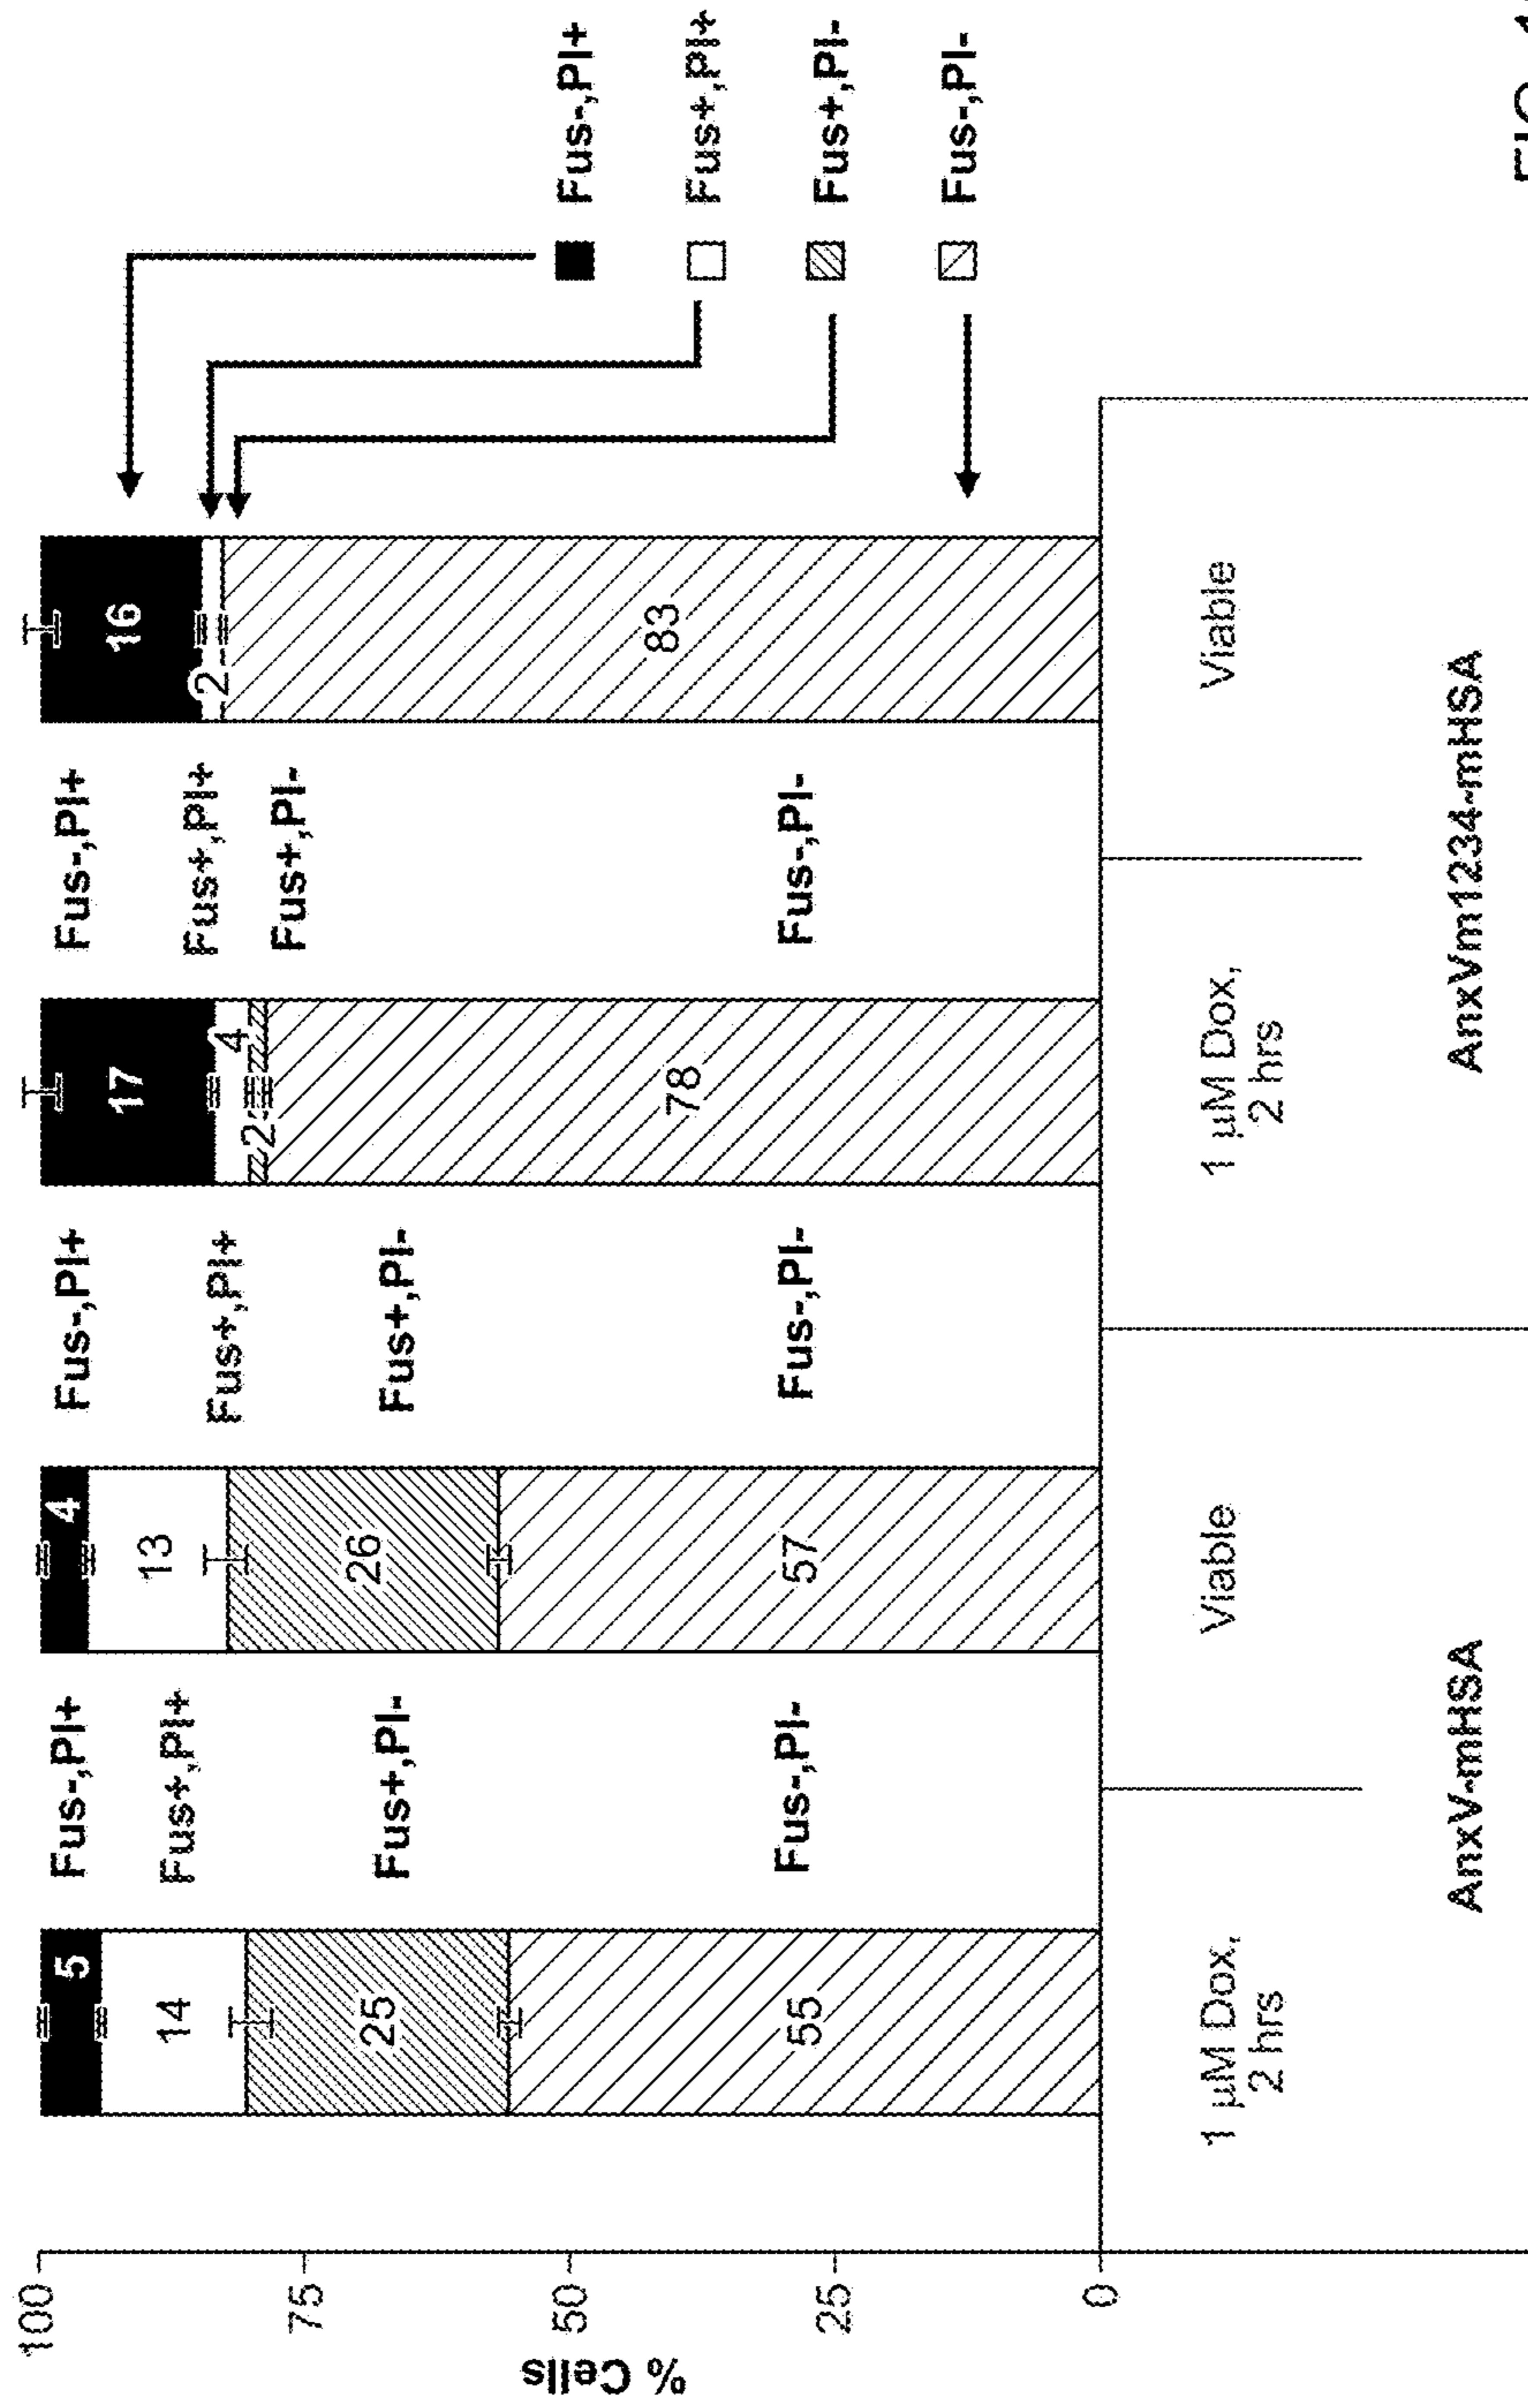 % Cells
100
75
50
25
0
5
14
25
55
Fus-,PI+
Fus+,PI+
Fus+,PI-
Fus-,PI-
4
13
26
57
Fus-,PI+
Fus+,PI+
Fus+,PI-
Fus-,PI-
17
4
2
78
Fus-,PI+
Fus+,PI+
Fus+,PI-
Fus-,PI-
16
2
83
Fus-,PI+
Fus+,PI+
Fus+,PI-
Fus-,PI-
1 µM Dox,
2 hrs
Viable
1 µM Dox,
2 hrs
Viable
AnxV-mHSA
AnxVm1234-mHSA